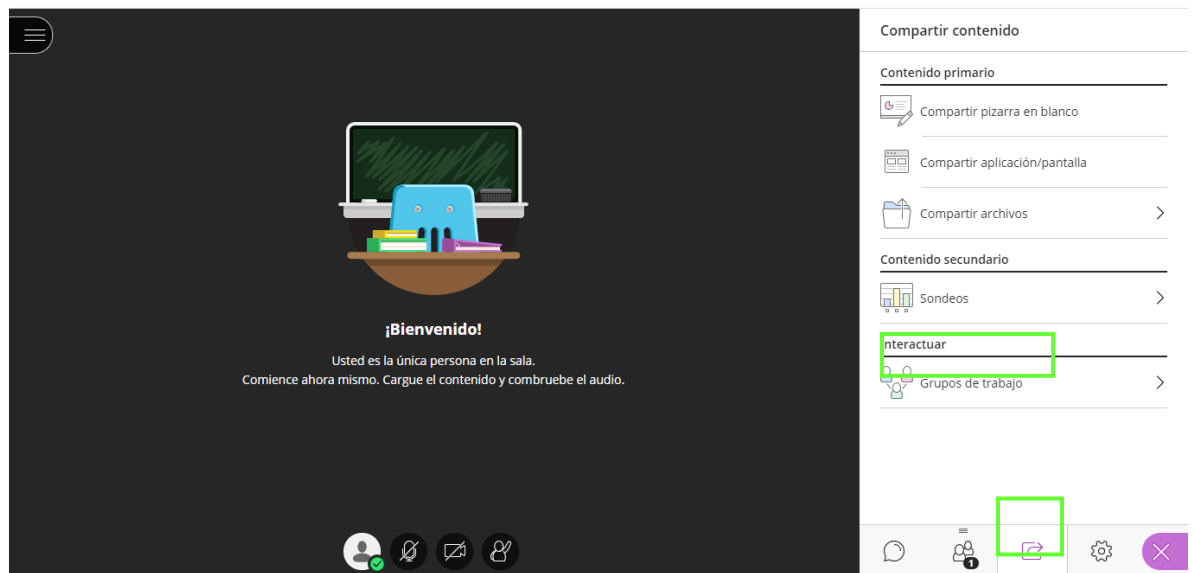 Compartir contenido
Contenido primario
Compartir pizarra en blanco
Compartir aplicación/pantalla
Compartir archivos
Contenido secundario
Sondeos
Interactuar
Grupos de trabajo
¡Bienvenido!
Usted es la única persona en la sala.
Comience ahora mismo. Cargue el contenido y combruebe el audio.
1